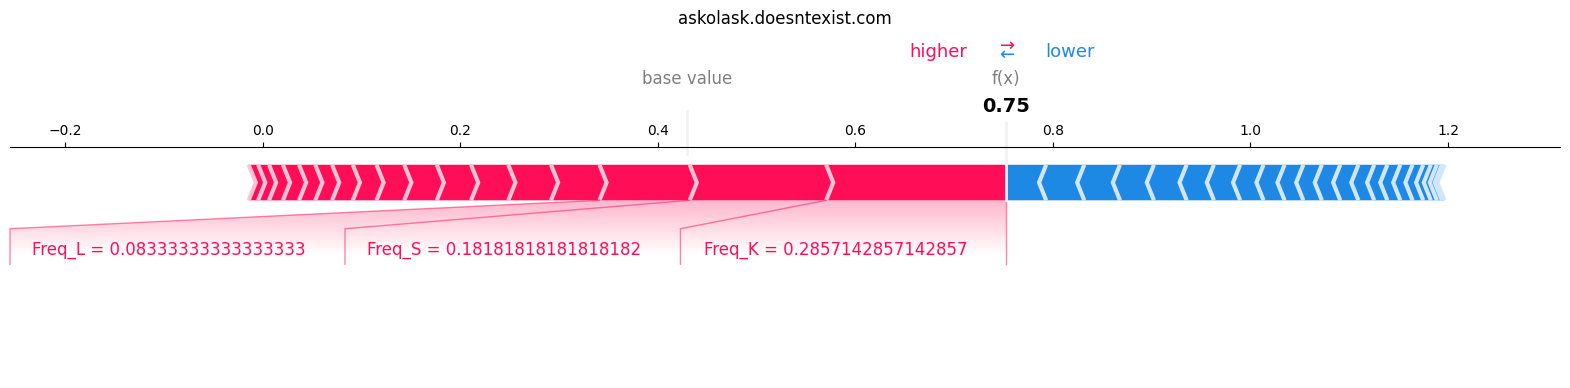 askolask.doesntexist.com
higher ⇄ lower
base value f(x)
0.75
−0.2 0.0 0.2 0.4 0.6 0.8 1.0 1.2
Freq_L = 0.08333333333333333 Freq_S = 0.18181818181818182 Freq_K = 0.2857142857142857